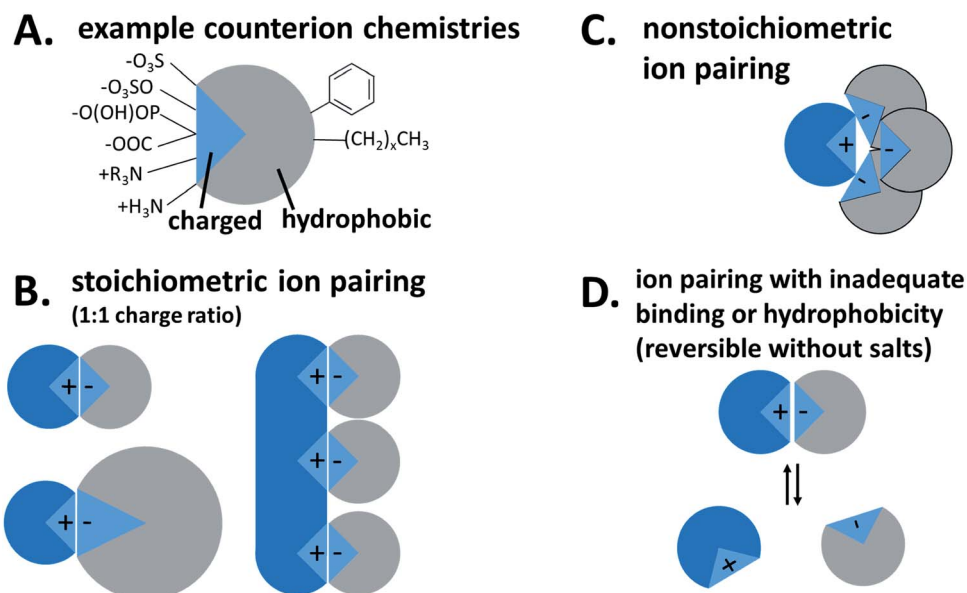 A. example counterion chemistries
-O₃S
-O₃SO
-O(OH)OP
-OOC
+R₃N
+H₃N
(CH₂)ₓCH₃
charged
hydrophobic
B. stoichiometric ion pairing
(1:1 charge ratio)
+ -
+ -
+ -
+ -
+ -
C. nonstoichiometric
ion pairing
-
+ -
-
D. ion pairing with inadequate
binding or hydrophobicity
(reversible without salts)
+ -
+ -